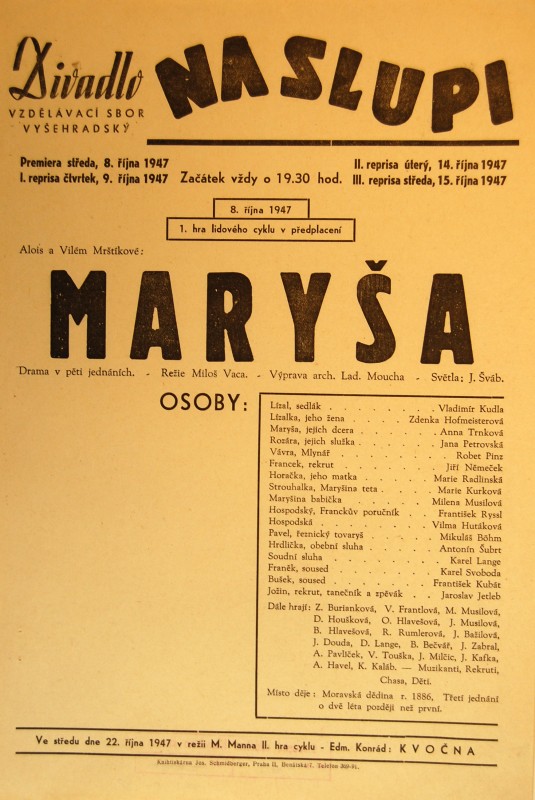 Divadlo NA SLUPI
VZDĚLÁVACÍ SBOR
VYŠEHRADSKÝ
Premiera středa, 8. října 1947
I. reprisa čtvrtek, 9. října 1947
Začátek vždy o 19.30 hod.
II. reprisa úterý, 14. října 1947
III. reprisa středa, 15. října 1947
8. října 1947
1. hra lidového cyklu v předplacení
Alois a Vilém Mrštíkové:
MARYŠA
Drama v pěti jednáních. - Režie Miloš Vaca. - Výprava arch. Lad. Moucha - Světla: J. Šváb.
OSOBY:
Lízal, sedlák . . . . . . . . Vladimír Kudla
Lízalka, jeho žena . . . . . Zdenka Hofmeisterová
Maryša, jejich dcera . . . . . . . Anna Trnková
Rozára, jejich služka . . . . . . . Jana Petrovská
Vávra, Mlynář . . . . . . . . Robet Pinz
Francek, rekrut . . . . . . . . Jiří Němeček
Horačka, jeho matka . . . . . . Marie Radlinská
Strouhalka, Maryšina teta . . . . . Marie Kurková
Maryšina babička . . . . . . . Milena Musilová
Hospodský, Franckův poručník . . . František Ryssl
Hospodská . . . . . . . . Vilma Hutáková
Pavel, řeznický tovaryš . . . . . . Mikuláš Böhm
Hrdlička, obební sluha . . . . . . Antonín Šubrt
Soudní sluha . . . . . . . . Karel Lange
Franěk, soused . . . . . . . . Karel Svoboda
Bušek, soused . . . . . . . . František Kubát
Jožin, rekrut, tanečník a zpěvák . . Jaroslav Jetleb
Dále hrají: Z. Buriánková, V. Frantlová, M. Musilová,
D. Houšková, O. Hlavešová, J. Musilová,
B. Hlavešová, R. Rumlerová, J. Bažilová,
J. Douda, D. Lange, B. Bečvář, J. Zabral,
A. Pavlíček, V. Touška, J. Milčic, J. Kafka,
A. Havel, K. Kaláb. — Muzikanti, Rekruti,
Chasa, Děti.
Místo děje: Moravská dědina r. 1886, Třetí jednání
o dvě léta později než první.
Ve středu dne 22. října 1947 v režii M. Manna II. hra cyklu - Edm. Konrád: KVOČNA
Knihtiskárna Jos. Schmidberger, Praha II, Telefon